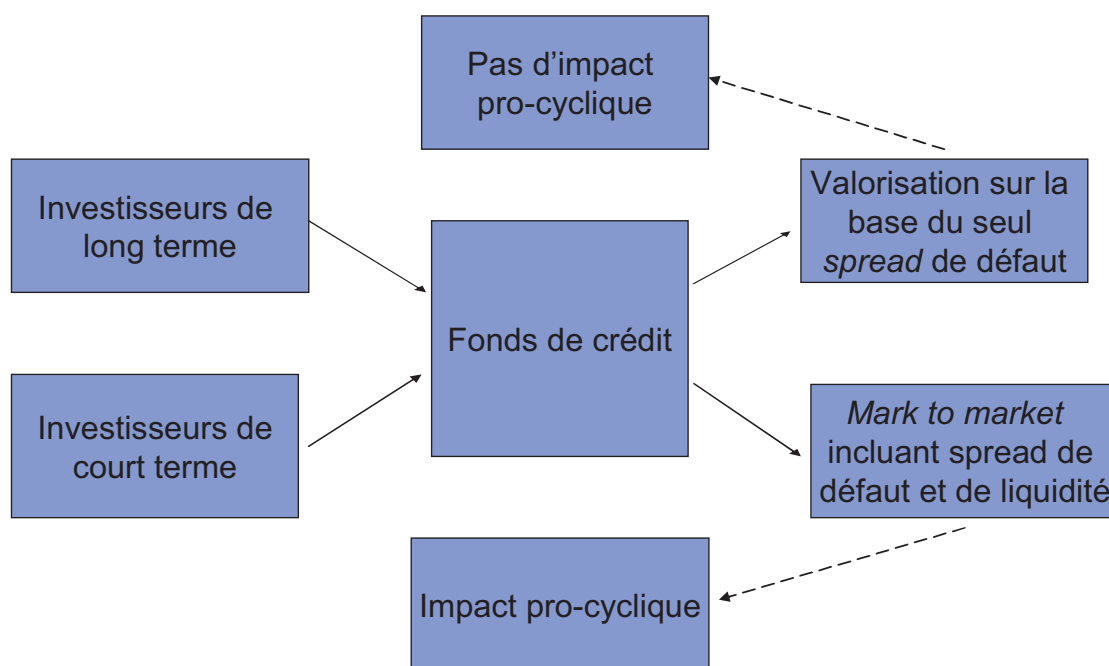 Pas d’impact
pro-cyclique
Investisseurs de
long terme
Valorisation sur la
base du seul
spread de défaut
Fonds de crédit
Investisseurs de
court terme
Mark to market
incluant spread de
défaut et de liquidité
Impact pro-cyclique